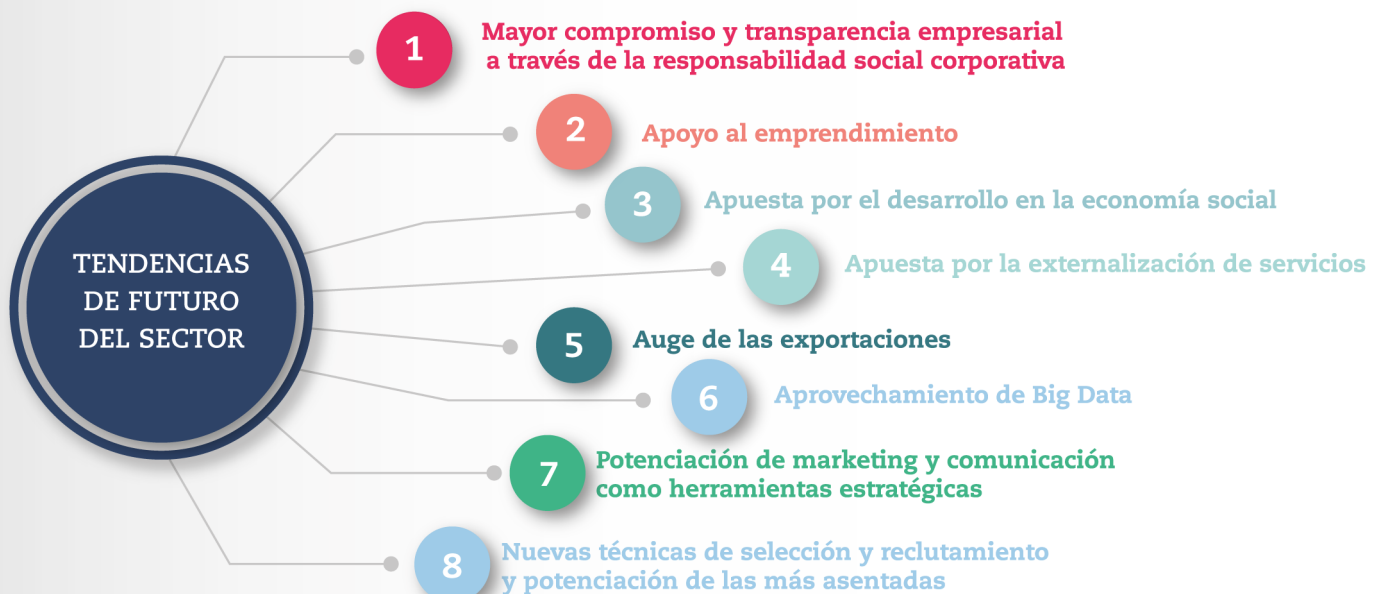 TENDENCIAS
DE FUTURO
DEL SECTOR
1
Mayor compromiso y transparencia empresarial
a través de la responsabilidad social corporativa
2
Apoyo al emprendimiento
3
Apuesta por el desarrollo en la economía social
4
Apuesta por la externalización de servicios
5
Auge de las exportaciones
6
Aprovechamiento de Big Data
7
Potenciación de marketing y comunicación
como herramientas estratégicas
8
Nuevas técnicas de selección y reclutamiento
y potenciación de las más asentadas